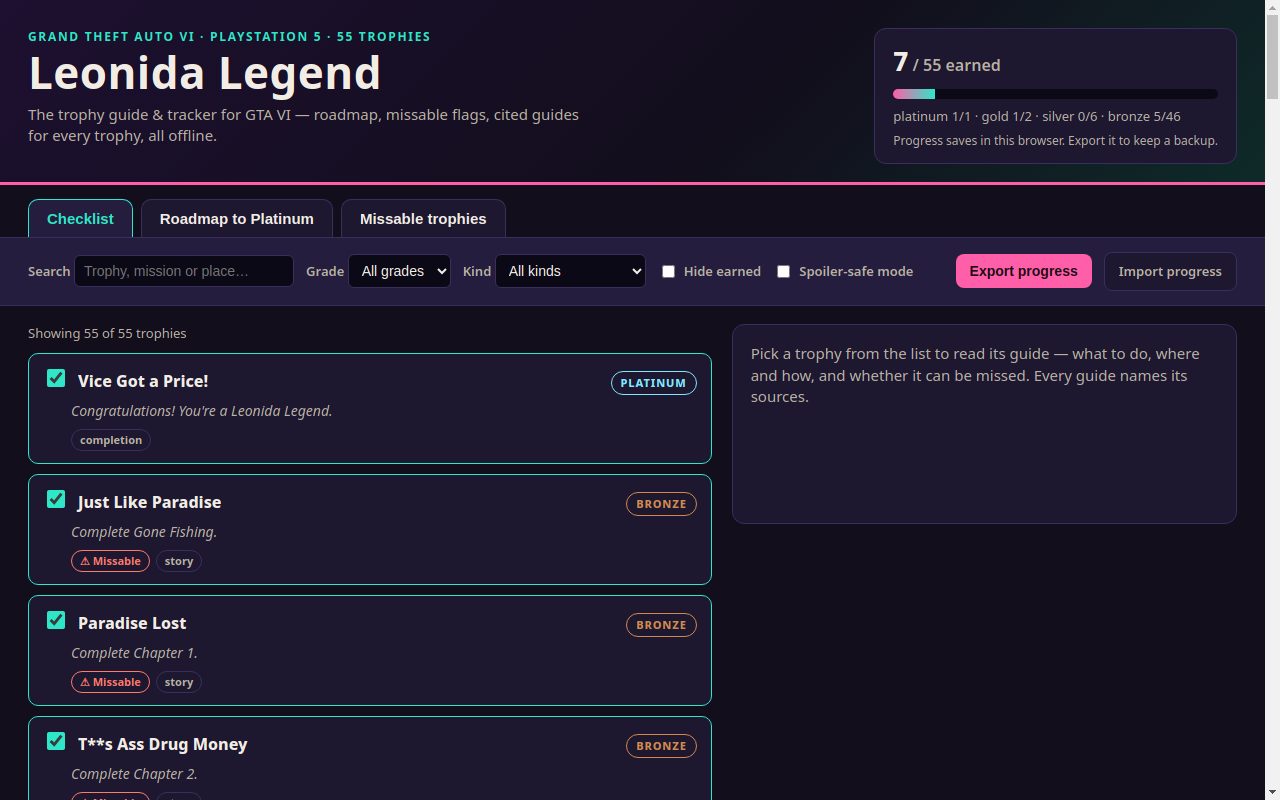 GRAND THEFT AUTO VI · PLAYSTATION 5 · 55 TROPHIES
Leonida Legend
The trophy guide & tracker for GTA VI — roadmap, missable flags, cited guides
for every trophy, all offline.
7 / 55 earned
platinum 1/1 · gold 1/2 · silver 0/6 · bronze 5/46
Progress saves in this browser. Export it to keep a backup.
Checklist
Roadmap to Platinum
Missable trophies
Search
Trophy, mission or place…
Grade
All grades
Kind
All kinds
Hide earned
Spoiler-safe mode
Export progress
Import progress
Showing 55 of 55 trophies
Vice Got a Price!
PLATINUM
Congratulations! You're a Leonida Legend.
completion
Just Like Paradise
BRONZE
Complete Gone Fishing.
⚠ Missable
story
Paradise Lost
BRONZE
Complete Chapter 1.
⚠ Missable
story
T**s Ass Drug Money
BRONZE
Complete Chapter 2.
Pick a trophy from the list to read its guide — what to do, where
and how, and whether it can be missed. Every guide names its
sources.